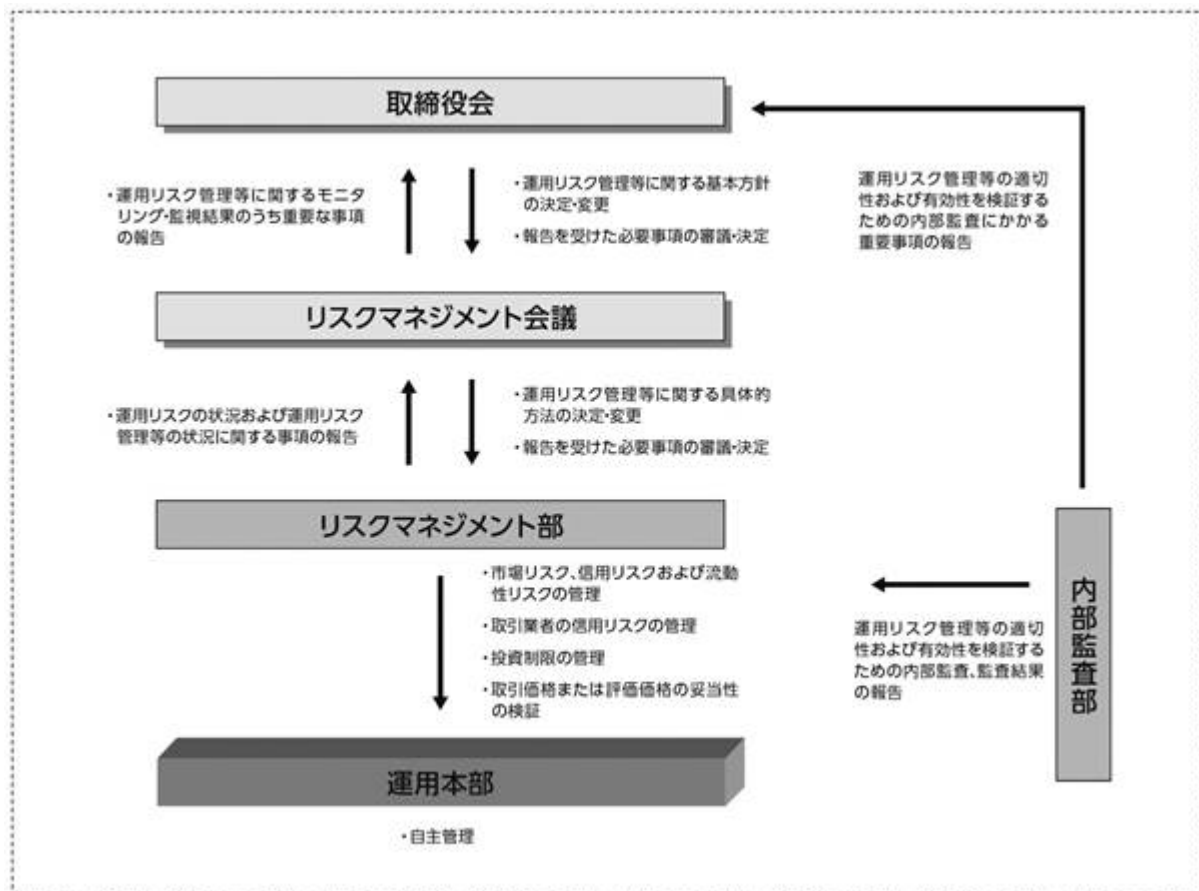 取締役会
・運用リスク管理等に関するモニタ
リング・監視結果のうち重要な事項
の報告
・運用リスク管理等に関する基本方針
の決定・変更
・報告を受けた必要事項の審議・決定
運用リスク管理等の適切
性および有効性を検証する
ための内部監査にかかる
重要事項の報告
リスクマネジメント会議
・運用リスクの状況および運用リスク
管理等の状況に関する事項の報告
・運用リスク管理等に関する具体的
方法の決定・変更
・報告を受けた必要事項の審議・決定
リスクマネジメント部
・市場リスク、信用リスクおよび流動
性リスクの管理
・取引業者の信用リスクの管理
・投資制限の管理
・取引価格または評価価格の妥当性
の検証
運用リスク管理等の適切
性および有効性を検証する
ための内部監査、監査結果
の報告
内部監査部
運用本部
・自主管理